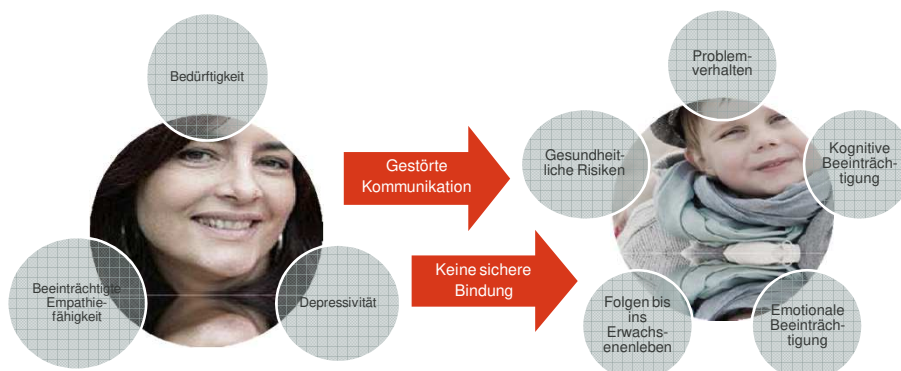 Bedürftigkeit
Beeinträchtigte
Empathie-
fähigkeit
Depressivität
Gestörte
Kommunikation
Keine sichere
Bindung
Problem-
verhalten
Gesundheit-
liche Risiken
Kognitive
Beeinträch-
tigung
Folgen bis
ins
Erwachs-
enenleben
Emotionale
Beeinträch-
tigung